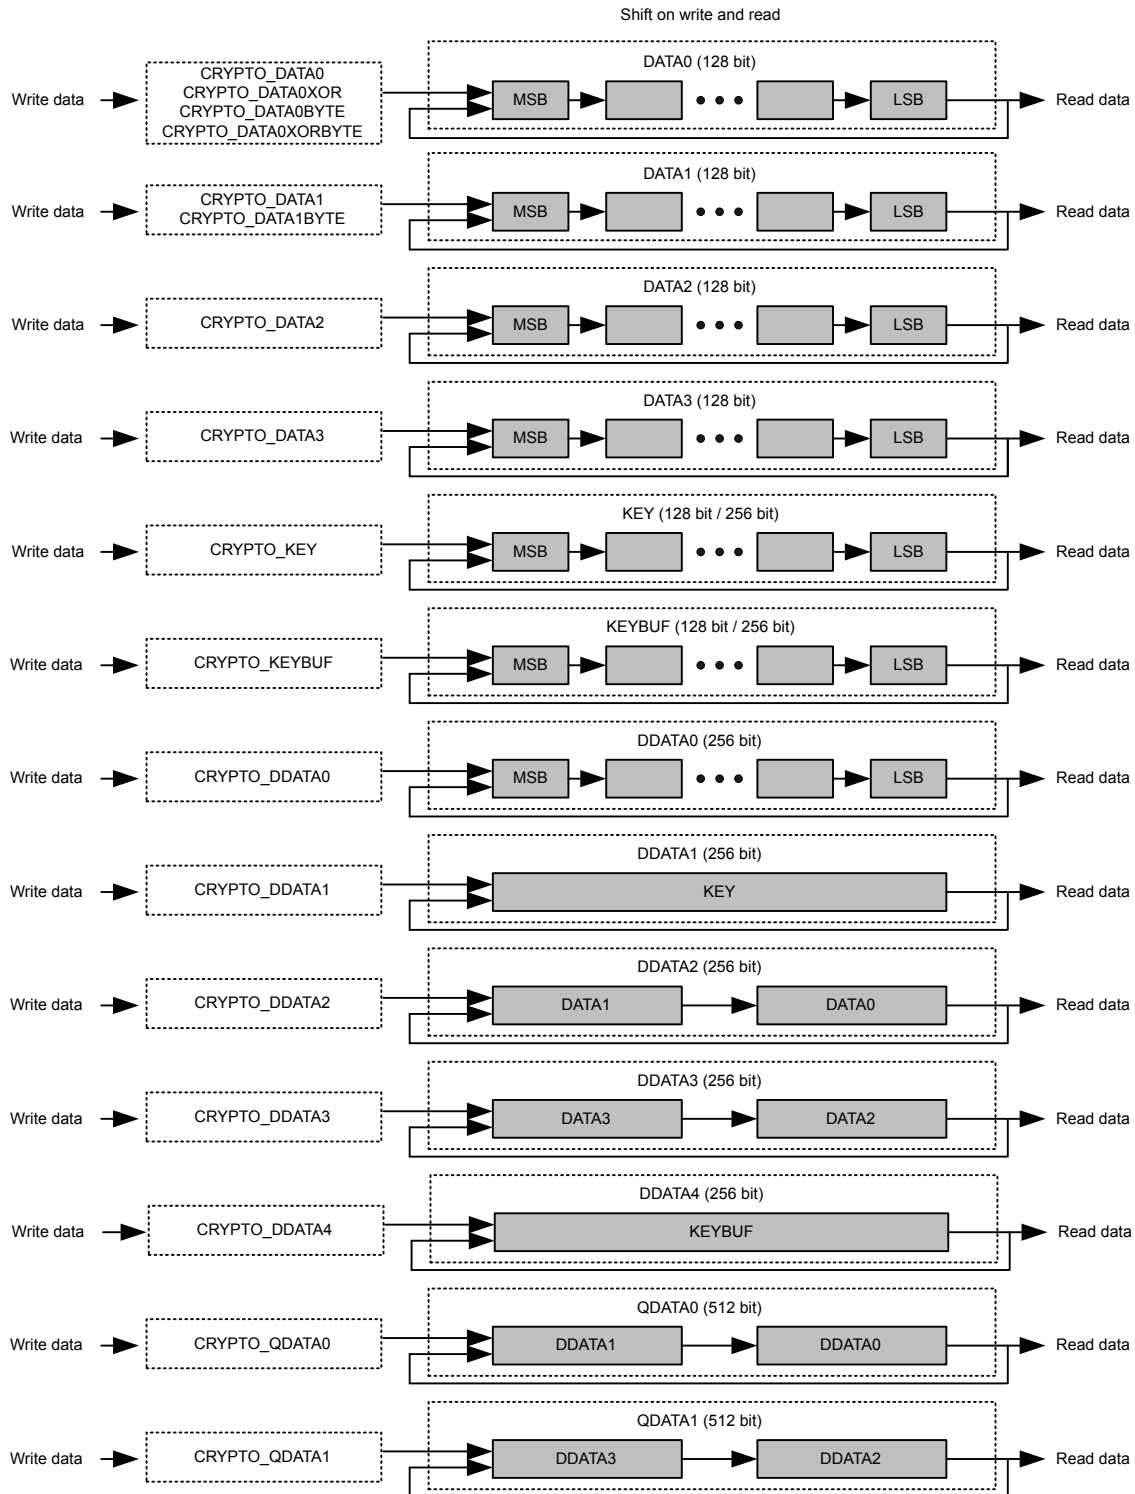 Shift on write and read
DATA0 (128 bit)
Write data
CRYPTO_DATA0
CRYPTO_DATA0XOR
CRYPTO_DATA0BYTE
CRYPTO_DATA0XORBYTE
MSB
LSB
Read data
DATA1 (128 bit)
Write data
CRYPTO_DATA1
CRYPTO_DATA1BYTE
MSB
LSB
Read data
DATA2 (128 bit)
Write data
CRYPTO_DATA2
MSB
LSB
Read data
DATA3 (128 bit)
Write data
CRYPTO_DATA3
MSB
LSB
Read data
KEY (128 bit / 256 bit)
Write data
CRYPTO_KEY
MSB
LSB
Read data
KEYBUF (128 bit / 256 bit)
Write data
CRYPTO_KEYBUF
MSB
LSB
Read data
DDATA0 (256 bit)
Write data
CRYPTO_DDATA0
MSB
LSB
Read data
DDATA1 (256 bit)
Write data
CRYPTO_DDATA1
KEY
Read data
DDATA2 (256 bit)
Write data
CRYPTO_DDATA2
DATA1
DATA0
Read data
DDATA3 (256 bit)
Write data
CRYPTO_DDATA3
DATA3
DATA2
Read data
DDATA4 (256 bit)
Write data
CRYPTO_DDATA4
KEYBUF
Read data
QDATA0 (512 bit)
Write data
CRYPTO_QDATA0
DDATA1
DDATA0
Read data
QDATA1 (512 bit)
Write data
CRYPTO_QDATA1
DDATA3
DDATA2
Read data